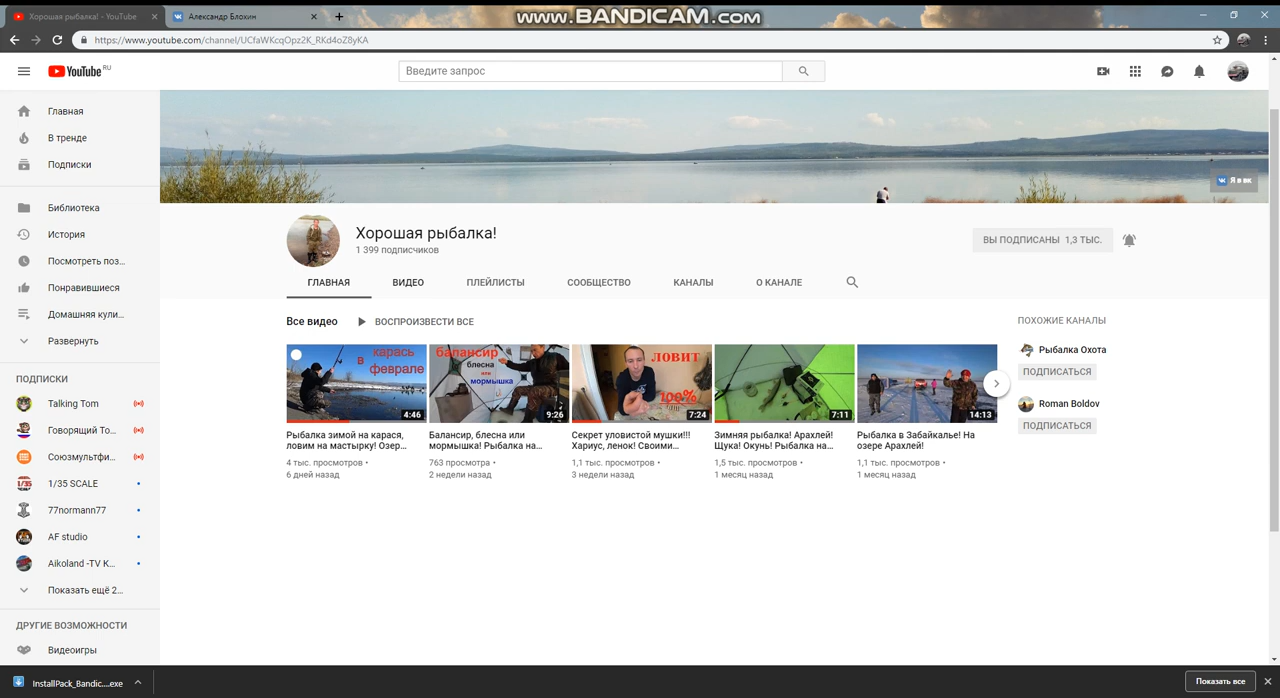 Хорошая рыбалка! - YouTube
Александр Блохин
www.BANDICAM.com
https://www.youtube.com/channel/UCfaWKcqOpz2K_RKd4oZ8yKA
YouTube RU
Введите запрос
Главная
В тренде
Подписки
Библиотека
История
Посмотреть поз...
Понравившиеся
Домашняя кули...
Развернуть
ПОДПИСКИ
Talking Tom
Говорящий То...
Союзмультфи...
1/35 SCALE
77normann77
AF studio
Aikoland -TV К...
Показать ещё 2...
ДРУГИЕ ВОЗМОЖНОСТИ
Видеоигры
Я в вк
Хорошая рыбалка!
1 399 подписчиков
ВЫ ПОДПИСАНЫ 1,3 ТЫС.
ГЛАВНАЯ
ВИДЕО
ПЛЕЙЛИСТЫ
СООБЩЕСТВО
КАНАЛЫ
О КАНАЛЕ
Все видео
ВОСПРОИЗВЕСТИ ВСЕ
карась
в
феврале
4:46
Рыбалка зимой на карася,
ловим на мастырку! Озер...
4 тыс. просмотров •
6 дней назад
балансир
блесна
или
мормышка
9:26
Балансир, блесна или
мормышка! Рыбалка на...
763 просмотра •
2 недели назад
ловит
100%
7:24
Секрет уловистой мушки!!!
Хариус, ленок! Своими...
1,1 тыс. просмотров •
3 недели назад
7:11
Зимняя рыбалка! Арахлей!
Щука! Окунь! Рыбалка на...
1,5 тыс. просмотров •
1 месяц назад
14:13
Рыбалка в Забайкалье! На
озере Арахлей!
1,1 тыс. просмотров •
1 месяц назад
ПОХОЖИЕ КАНАЛЫ
Рыбалка Охота
ПОДПИСАТЬСЯ
Roman Boldov
ПОДПИСАТЬСЯ
InstallPack_Bandic....exe
Показать все